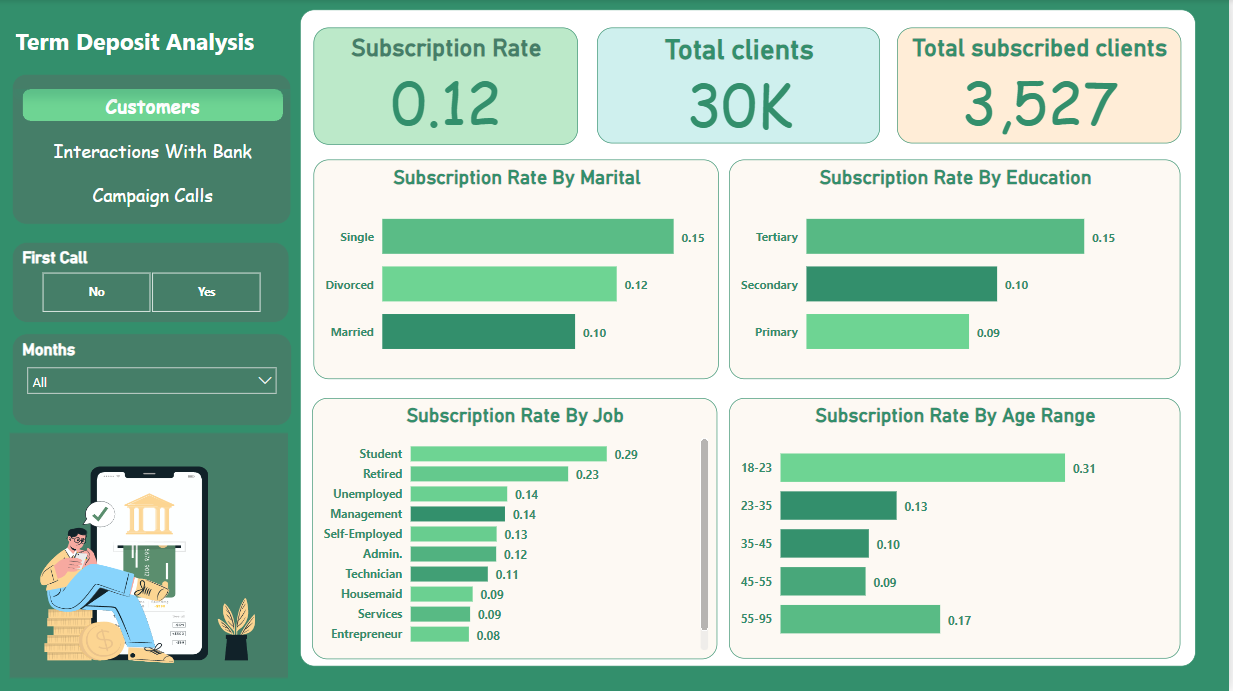 Term Deposit Analysis
Customers
Interactions With Bank
Campaign Calls
First Call
No
Yes
Months
All
Subscription Rate
0.12
Total clients
30K
Total subscribed clients
3,527
Subscription Rate By Marital
Single 0.15
Divorced 0.12
Married 0.10
Subscription Rate By Education
Tertiary 0.15
Secondary 0.10
Primary 0.09
Subscription Rate By Job
Student 0.29
Retired 0.23
Unemployed 0.14
Management 0.14
Self-Employed 0.13
Admin. 0.12
Technician 0.11
Housemaid 0.09
Services 0.09
Entrepreneur 0.08
Subscription Rate By Age Range
18-23 0.31
23-35 0.13
35-45 0.10
45-55 0.09
55-95 0.17